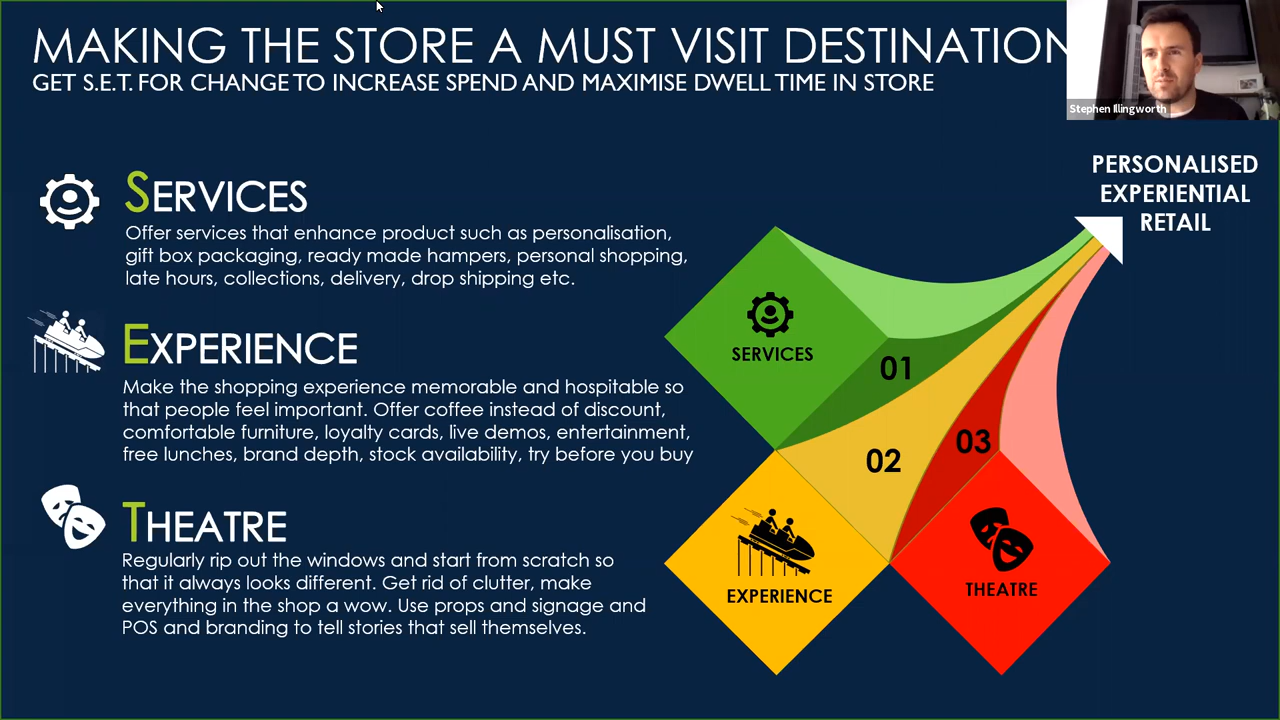 MAKING THE STORE A MUST VISIT DESTINATION
GET S.E.T. FOR CHANGE TO INCREASE SPEND AND MAXIMISE DWELL TIME IN STORE
Stephen Illingworth
SERVICES
Offer services that enhance product such as personalisation,
gift box packaging, ready made hampers, personal shopping,
late hours, collections, delivery, drop shipping etc.
EXPERIENCE
Make the shopping experience memorable and hospitable so
that people feel important. Offer coffee instead of discount,
comfortable furniture, loyalty cards, live demos, entertainment,
free lunches, brand depth, stock availability, try before you buy
THEATRE
Regularly rip out the windows and start from scratch so
that it always looks different. Get rid of clutter, make
everything in the shop a wow. Use props and signage and
POS and branding to tell stories that sell themselves.
PERSONALISED
EXPERIENTIAL
RETAIL
SERVICES
01
02
03
EXPERIENCE
THEATRE